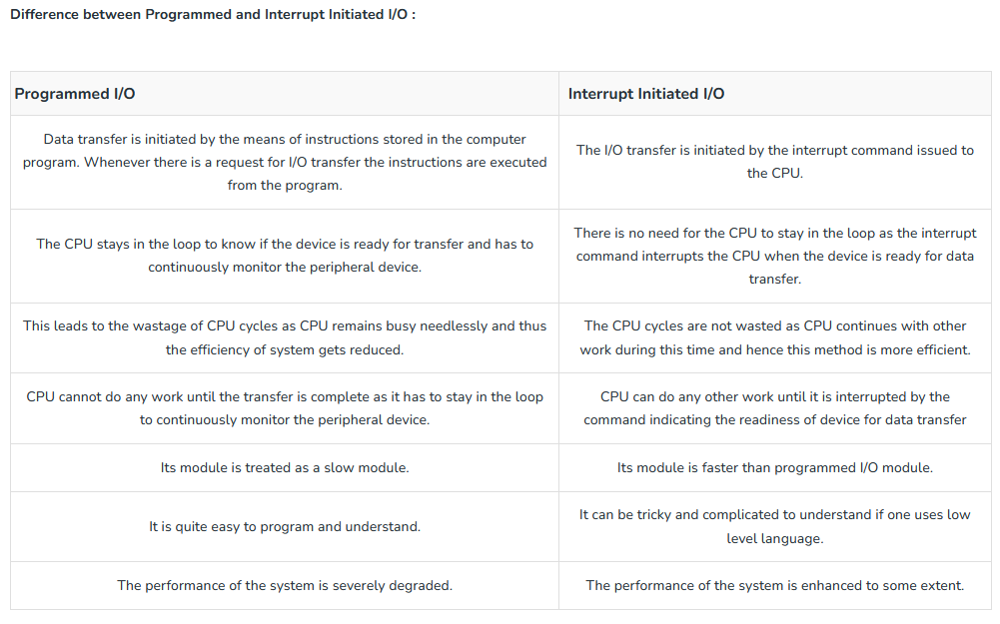 Difference between Programmed and Interrupt Initiated I/O :
Programmed I/O
Interrupt Initiated I/O
Data transfer is initiated by the means of instructions stored in the computer
program. Whenever there is a request for I/O transfer the instructions are executed
from the program.
The I/O transfer is initiated by the interrupt command issued to
the CPU.
The CPU stays in the loop to know if the device is ready for transfer and has to
continuously monitor the peripheral device.
There is no need for the CPU to stay in the loop as the interrupt
command interrupts the CPU when the device is ready for data
transfer.
This leads to the wastage of CPU cycles as CPU remains busy needlessly and thus
the efficiency of system gets reduced.
The CPU cycles are not wasted as CPU continues with other
work during this time and hence this method is more efficient.
CPU cannot do any work until the transfer is complete as it has to stay in the loop
to continuously monitor the peripheral device.
CPU can do any other work until it is interrupted by the
command indicating the readiness of device for data transfer
Its module is treated as a slow module.
Its module is faster than programmed I/O module.
It is quite easy to program and understand.
It can be tricky and complicated to understand if one uses low
level language.
The performance of the system is severely degraded.
The performance of the system is enhanced to some extent.